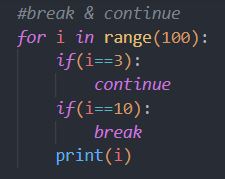 #break & continue
for i in range(100):
    if(i==3):
        continue
    if(i==10):
        break
    print(i)